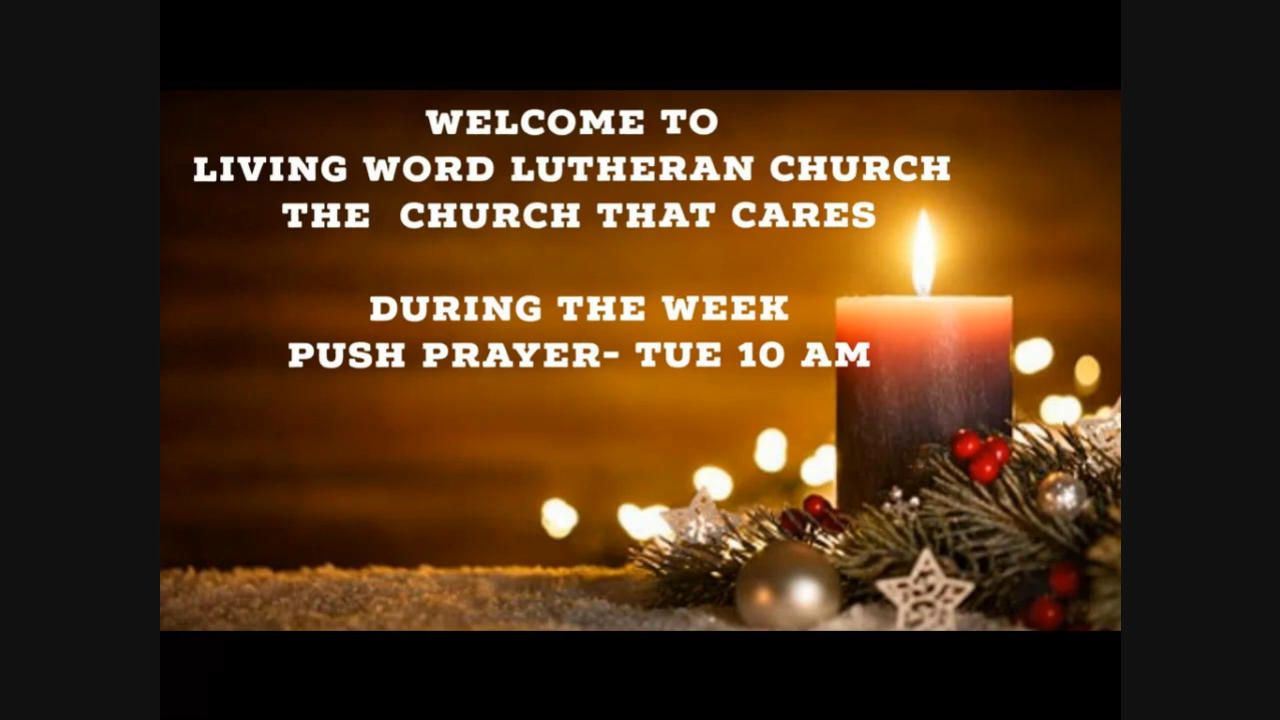 WELCOME TO
LIVING WORD LUTHERAN CHURCH
THE CHURCH THAT CARES
DURING THE WEEK
PUSH PRAYER- TUE 10 AM